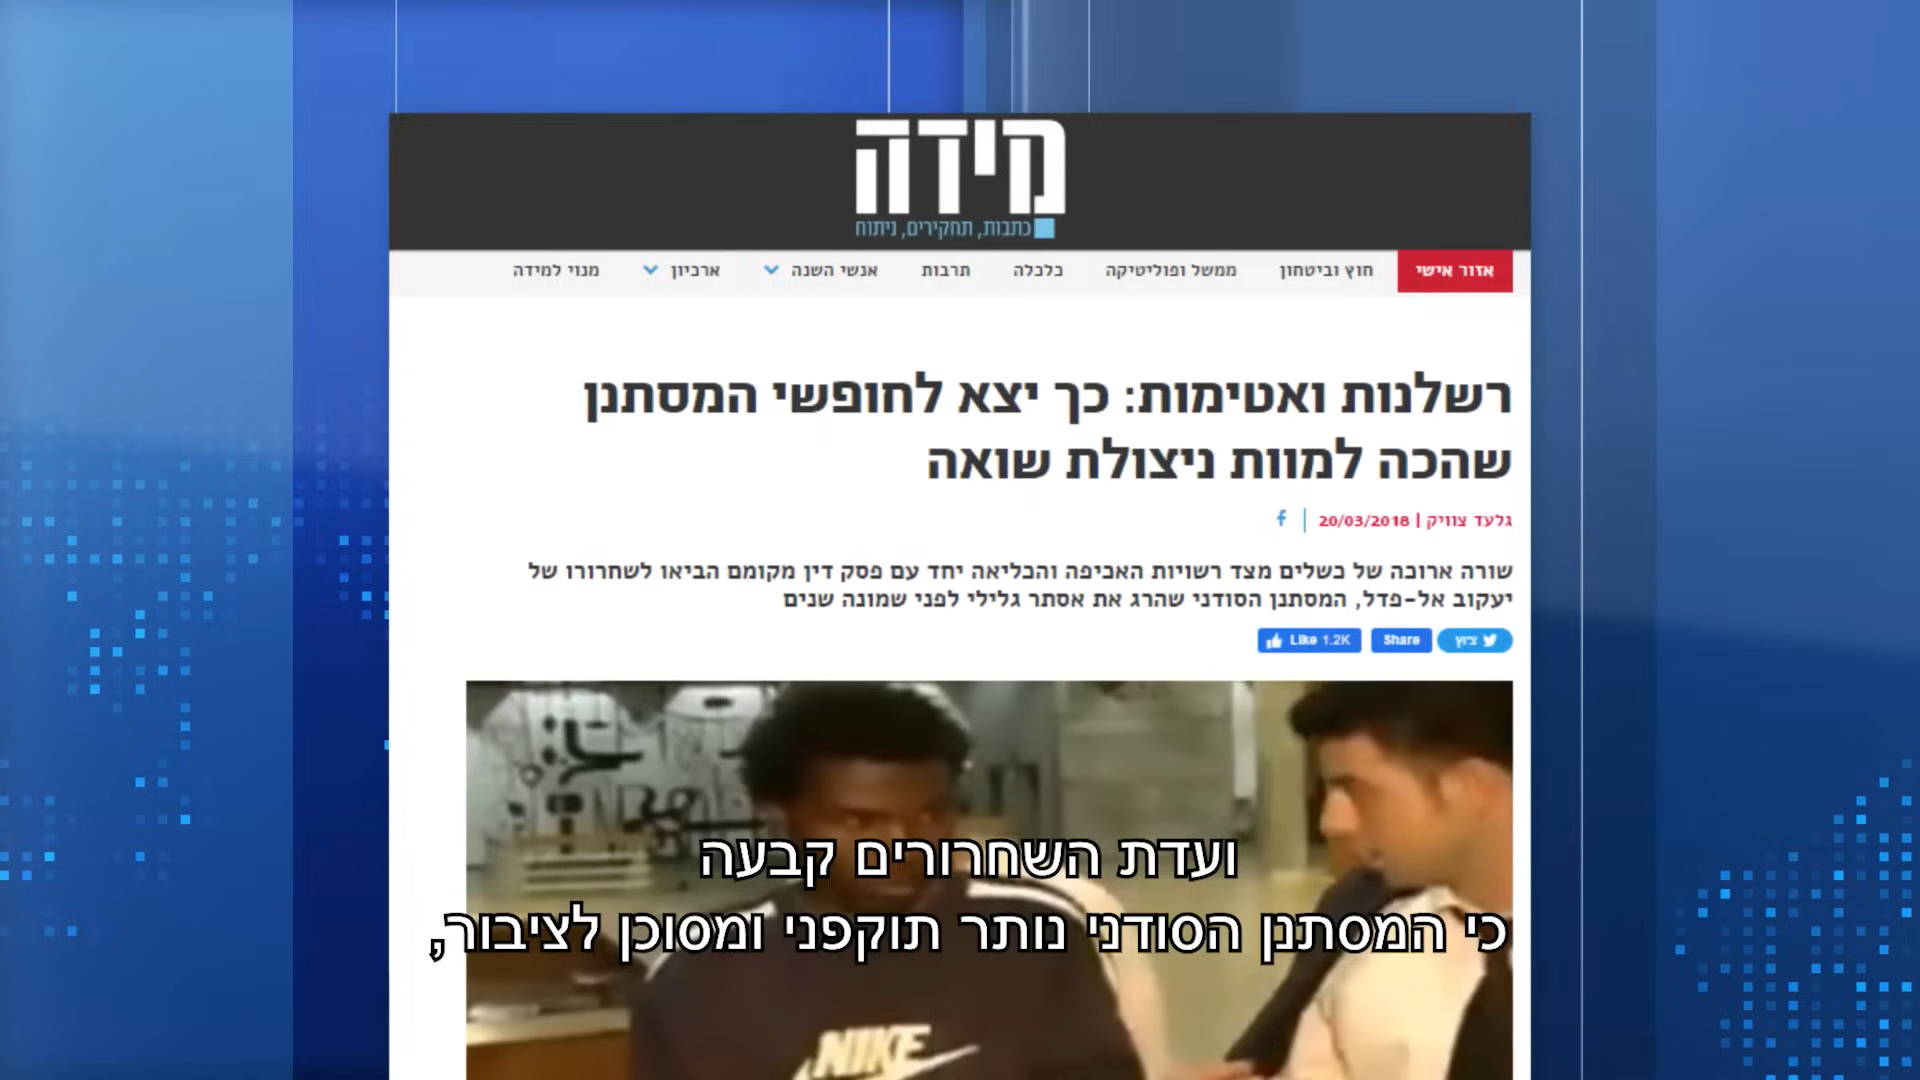 מידה
כתבות, תחקירים, ניתוח
אזור אישי חוץ וביטחון ממשל ופוליטיקה כלכלה תרבות אנשי השנה ארכיון מנוי למידה
רשלנות ואטימות: כך יצא לחופשי המסתנן
שהכה למוות ניצולת שואה
גלעד צוויק | 20/03/2018 | f
שורה ארוכה של כשלים מצד רשויות האכיפה והכליאה יחד עם פסק דין מקומם הביאו לשחרורו של
יעקוב אל-פדל, המסתנן הסודני שהרג את אסתר גלילי לפני שמונה שנים
ציוץ Share Like 1.2K
ועדת השחרורים קבעה
כי המסתנן הסודני נותר תוקפני ומסוכן לציבור,
NIKE